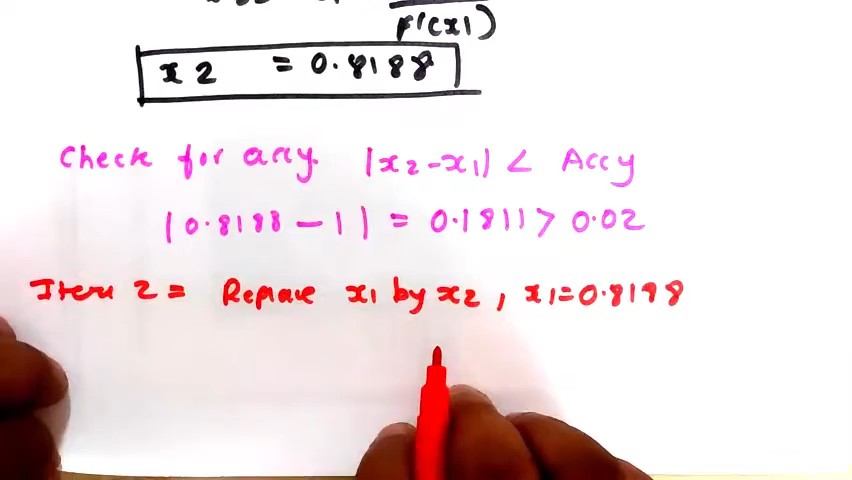 F'(x1)
x2 = 0.8188
Check for accy. |x2-x1| < Accy
|0.8188 - 1| = 0.1811 > 0.02
Iter 2 = Replace x1 by x2, x1=0.8198